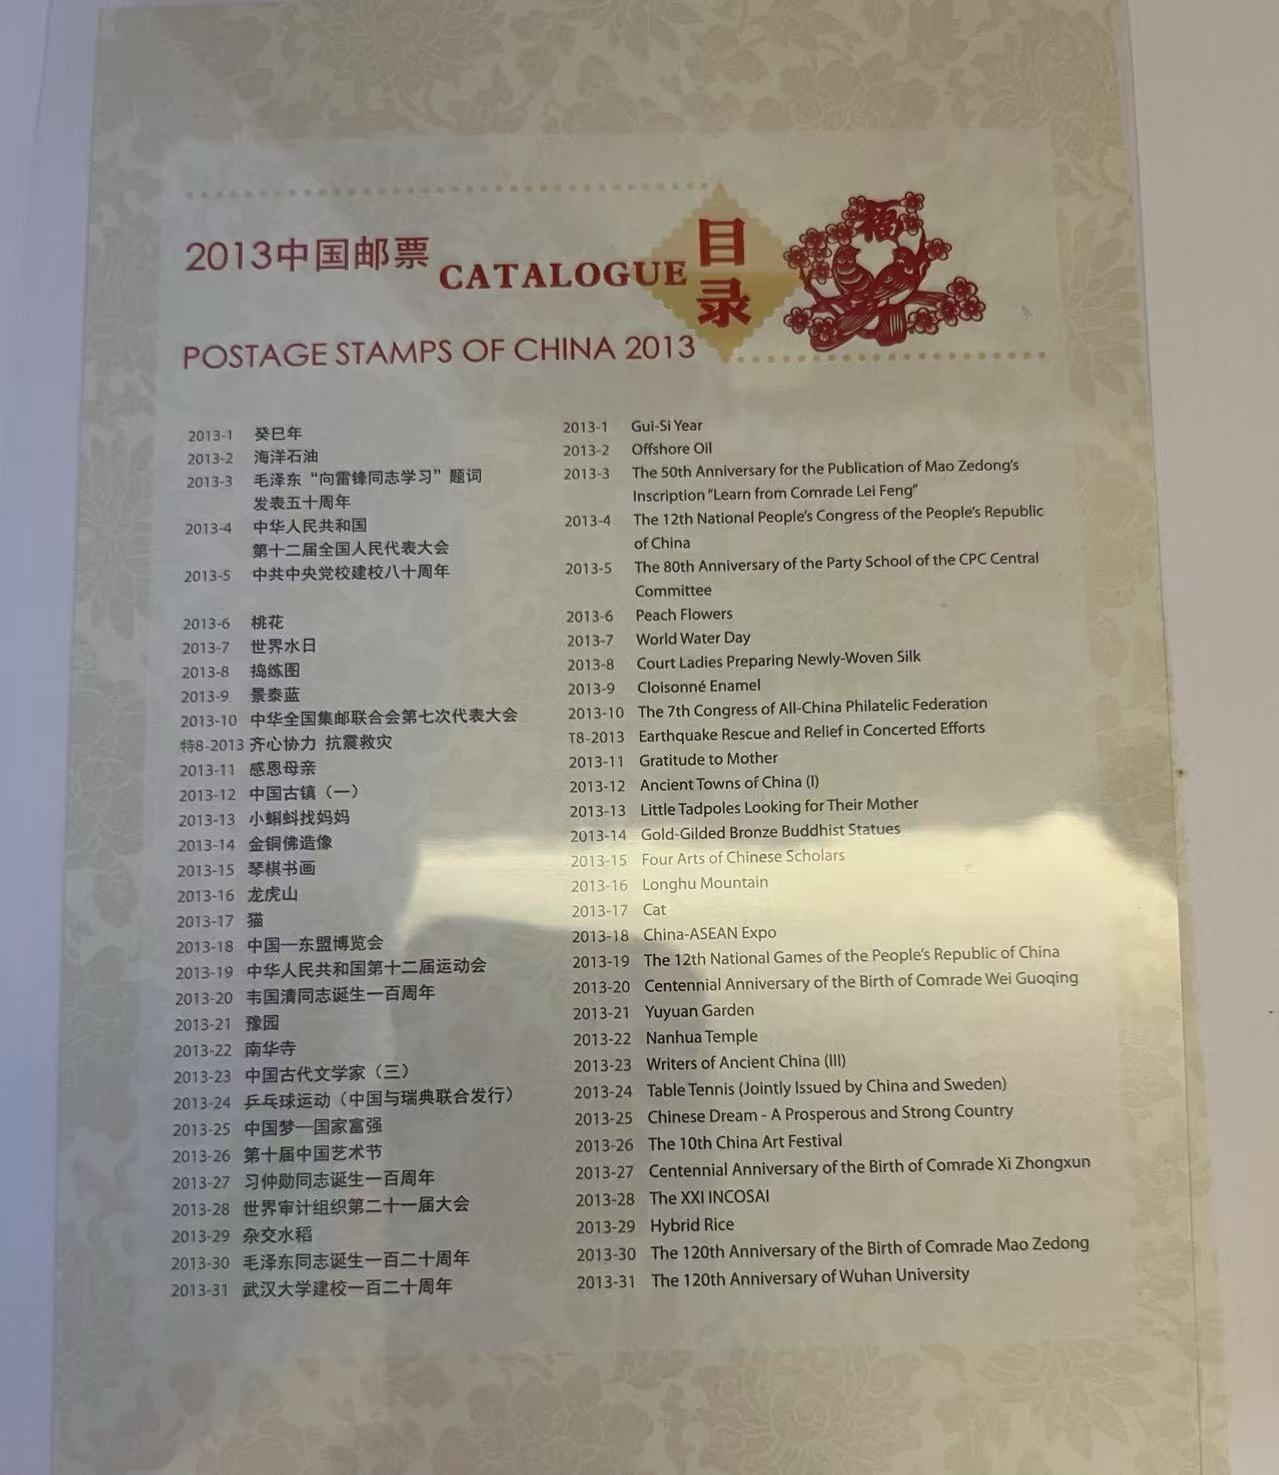 2013中国邮票
CATALOGUE
目录
福
POSTAGE STAMPS OF CHINA 2013
2013-1 癸巳年
2013-2 海洋石油
2013-3 毛泽东“向雷锋同志学习”题词
发表五十周年
2013-4 中华人民共和国
第十二届全国人民代表大会
2013-5 中共中央党校建校八十周年
2013-6 桃花
2013-7 世界水日
2013-8 捣练图
2013-9 景泰蓝
2013-10 中华全国集邮联合会第七次代表大会
特8-2013 齐心协力 抗震救灾
2013-11 感恩母亲
2013-12 中国古镇（一）
2013-13 小蝌蚪找妈妈
2013-14 金铜佛造像
2013-15 琴棋书画
2013-16 龙虎山
2013-17 猫
2013-18 中国—东盟博览会
2013-19 中华人民共和国第十二届运动会
2013-20 韦国清同志诞生一百周年
2013-21 豫园
2013-22 南华寺
2013-23 中国古代文学家（三）
2013-24 乒乓球运动（中国与瑞典联合发行）
2013-25 中国梦—国家富强
2013-26 第十届中国艺术节
2013-27 习仲勋同志诞生一百周年
2013-28 世界审计组织第二十一届大会
2013-29 杂交水稻
2013-30 毛泽东同志诞生一百二十周年
2013-31 武汉大学建校一百二十周年
2013-1 Gui-Si Year
2013-2 Offshore Oil
2013-3 The 50th Anniversary for the Publication of Mao Zedong’s
Inscription “Learn from Comrade Lei Feng”
2013-4 The 12th National People’s Congress of the People’s Republic
of China
2013-5 The 80th Anniversary of the Party School of the CPC Central
Committee
2013-6 Peach Flowers
2013-7 World Water Day
2013-8 Court Ladies Preparing Newly-Woven Silk
2013-9 Cloisonné Enamel
2013-10 The 7th Congress of All-China Philatelic Federation
T8-2013 Earthquake Rescue and Relief in Concerted Efforts
2013-11 Gratitude to Mother
2013-12 Ancient Towns of China (I)
2013-13 Little Tadpoles Looking for Their Mother
2013-14 Gold-Gilded Bronze Buddhist Statues
2013-15 Four Arts of Chinese Scholars
2013-16 Longhu Mountain
2013-17 Cat
2013-18 China-ASEAN Expo
2013-19 The 12th National Games of the People’s Republic of China
2013-20 Centennial Anniversary of the Birth of Comrade Wei Guoqing
2013-21 Yuyuan Garden
2013-22 Nanhua Temple
2013-23 Writers of Ancient China (III)
2013-24 Table Tennis (Jointly Issued by China and Sweden)
2013-25 Chinese Dream - A Prosperous and Strong Country
2013-26 The 10th China Art Festival
2013-27 Centennial Anniversary of the Birth of Comrade Xi Zhongxun
2013-28 The XXI INCOSAI
2013-29 Hybrid Rice
2013-30 The 120th Anniversary of the Birth of Comrade Mao Zedong
2013-31 The 120th Anniversary of Wuhan University